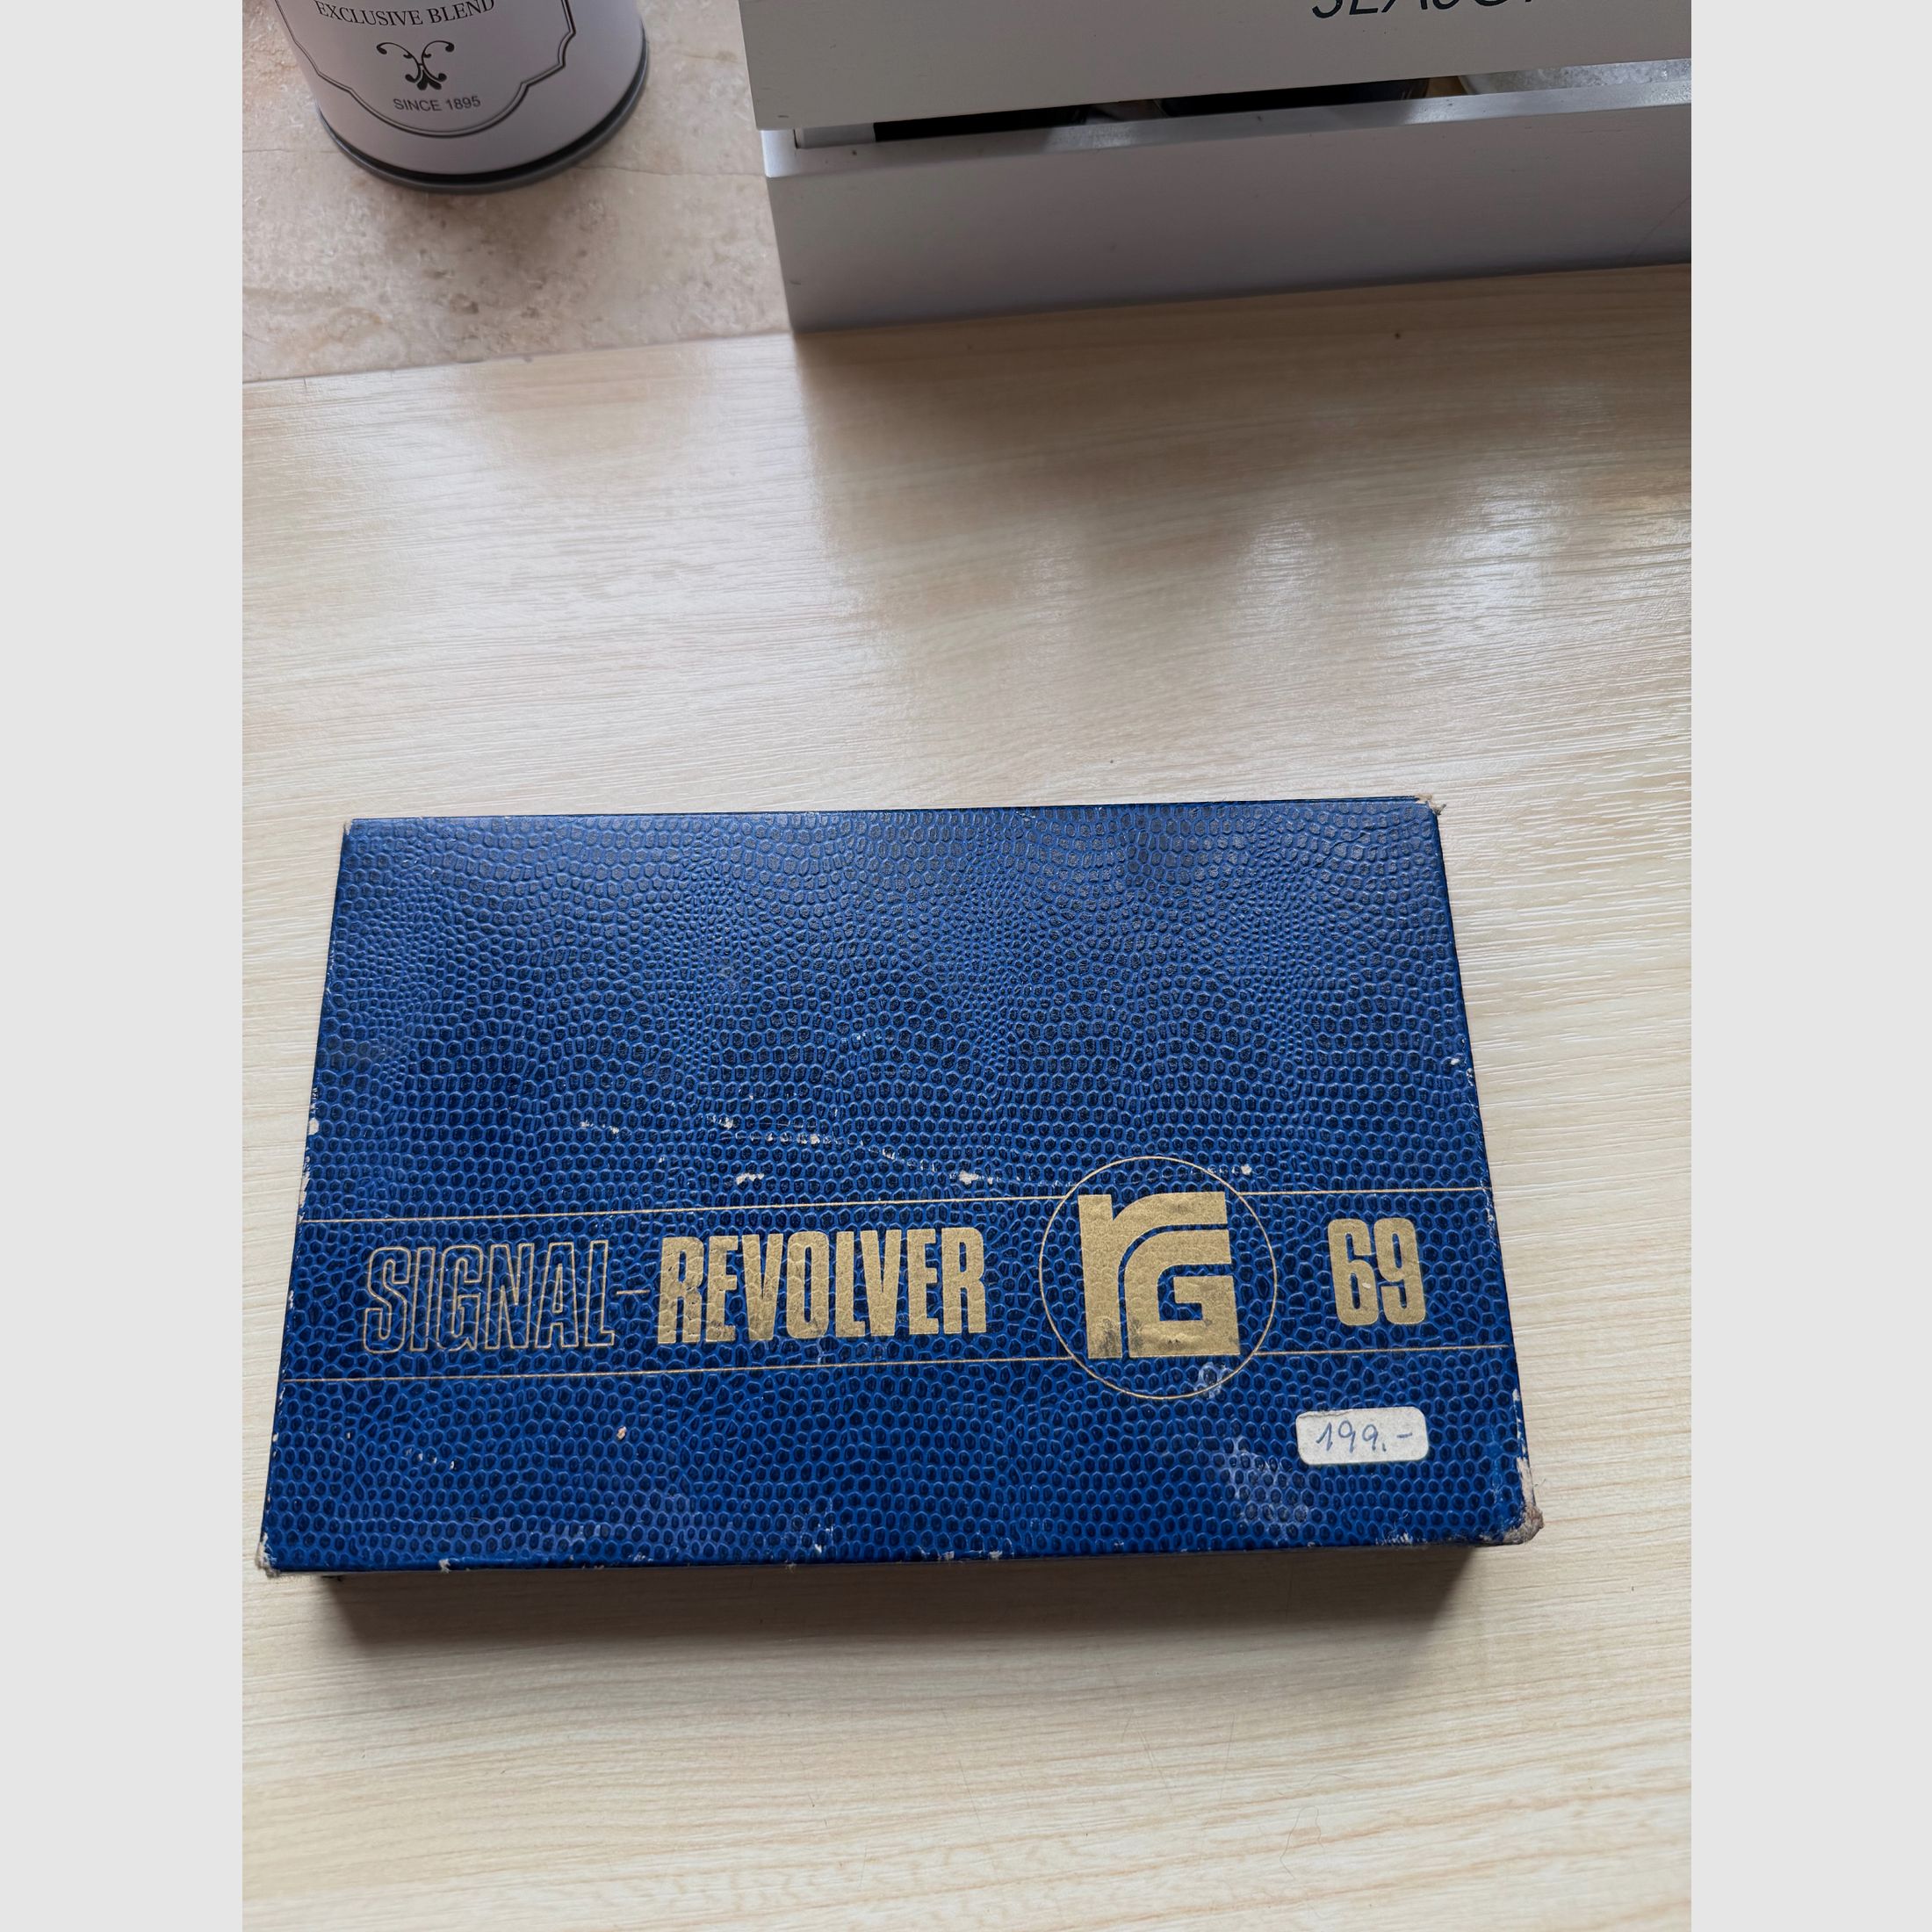 EXCLUSIVE BLEND
SINCE 1895
SIGNAL-REVOLVER rG 69
199.-